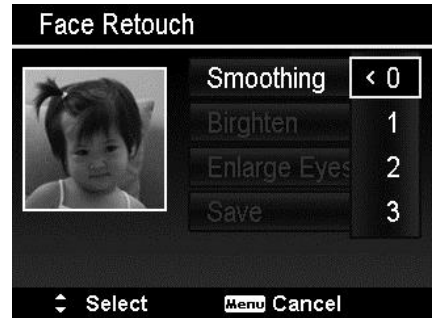 Face Retouch
Smoothing < 0
Birghten 1
Enlarge Eyes 2
Save 3
Select Menu Cancel